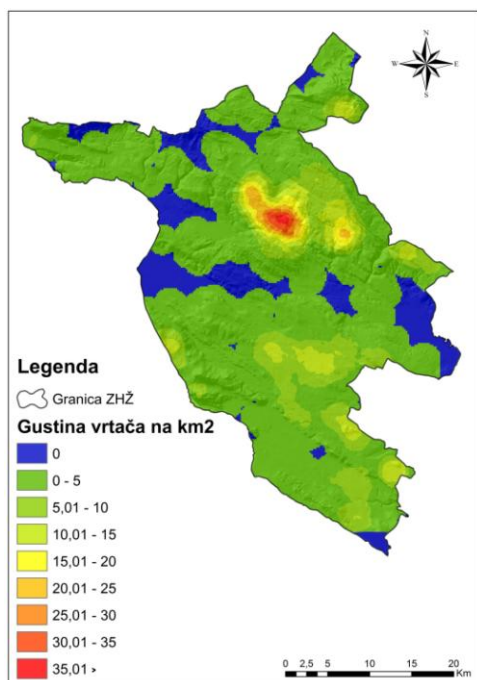 N
W E
S
Legenda
Granica ZHŽ
Gustina vrtača na km2
0
0 - 5
5,01 - 10
10,01 - 15
15,01 - 20
20,01 - 25
25,01 - 30
30,01 - 35
35,01 >
0 2,5 5 10 15 20
Km